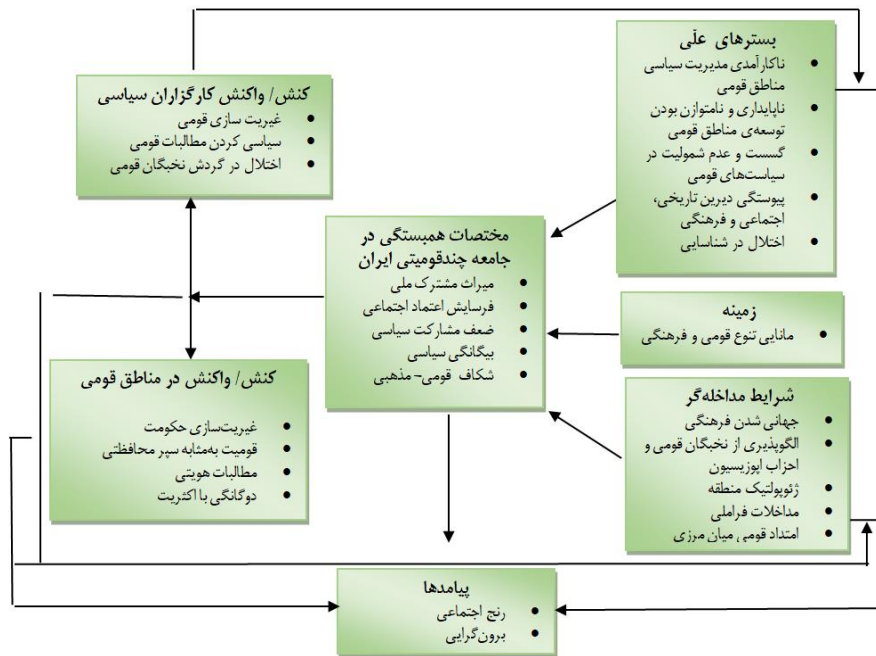 بسترهای علّی
ناکارآمدی مدیریت سیاسی
مناطق قومی
ناپایداری و نامتوازن بودن
توسعه‌ی مناطق قومی
گسست و عدم شمولیت در
سیاست‌های قومی
پیوستگی دیرین تاریخی،
اجتماعی و فرهنگی
اختلال در شناسایی
کنش/ واکنش کارگزاران سیاسی
غیریت سازی قومی
سیاسی کردن مطالبات قومی
اختلال در گردش نخبگان قومی
مختصات همبستگی در
جامعه چندقومیتی ایران
میراث مشترک ملی
فرسایش اعتماد اجتماعی
ضعف مشارکت سیاسی
بیگانگی سیاسی
شکاف قومی- مذهبی
زمینه
مانایی تنوع قومی و فرهنگی
کنش/ واکنش در مناطق قومی
غیریت‌سازی حکومت
قومیت به‌مثابه سپر محافظتی
مطالبات هویتی
دوگانگی با اکثریت
شرایط مداخله‌گر
جهانی شدن فرهنگی
الگوپذیری از نخبگان قومی و
احزاب اپوزیسیون
ژئوپولتیک منطقه
مداخلات فراملی
امتداد قومی میان مرزی
پیامدها
رنج اجتماعی
برون‌گرایی